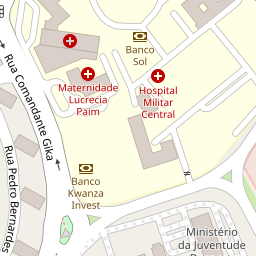 Banco
Sol
Maternidade
Lucrecia
Paim
Hospital
Militar
Central
Rua Comandante Gika
Rua Pedro Bernardes
Banco
Kwanza
Invest
Ministério
da Juventude